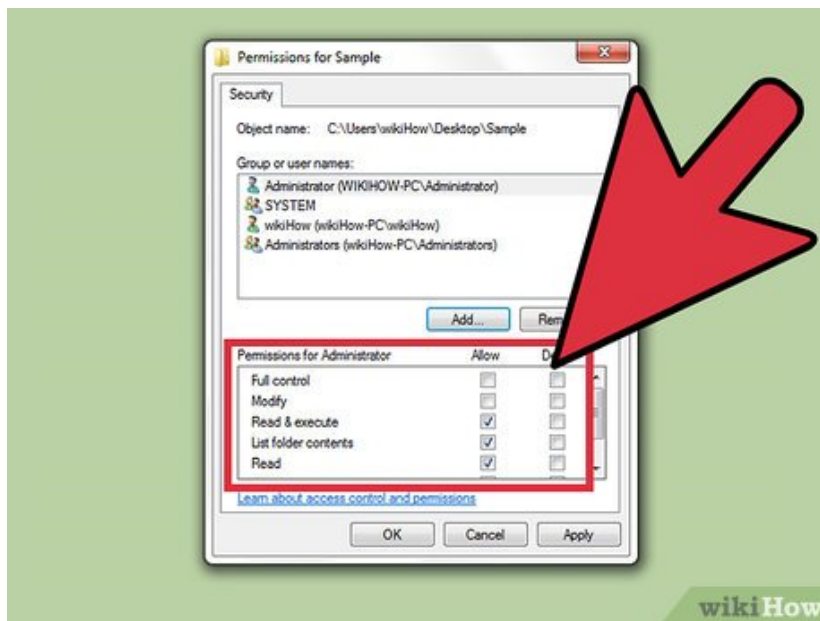 Permissions for Sample
Security
Object name: C:\Users\wikiHow\Desktop\Sample
Group or user names:
Administrator (WIKIHOW-PC\Administrator)
SYSTEM
wikiHow (wikiHow-PC\wikiHow)
Administrators (wikiHow-PC\Administrators)
Add...
Permissions for Administrator Allow
Full control
Modify
Read & execute
List folder contents
Read
Learn about access control and permissions
OK Cancel Apply
wikiHow